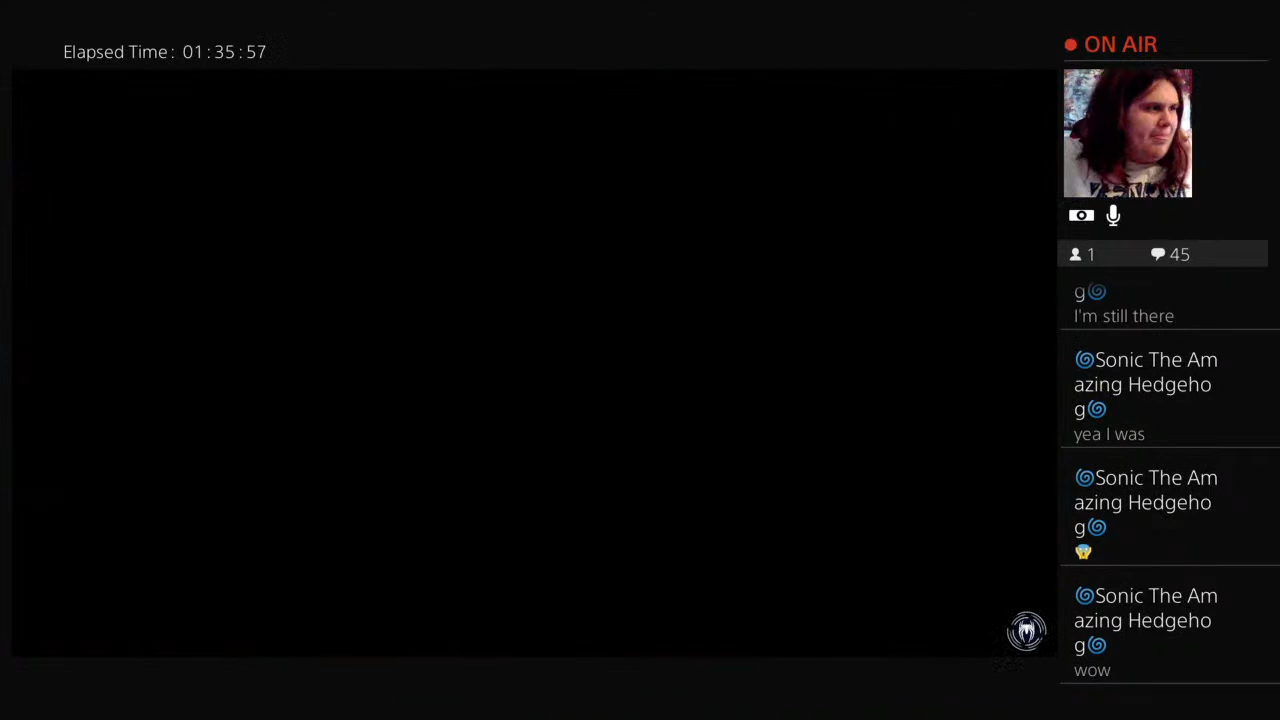 Elapsed Time: 01:35:57
ON AIR
1 45
g🌀
I'm still there
🌀Sonic The Am
azing Hedgeho
g🌀
yea I was
🌀Sonic The Am
azing Hedgeho
g🌀
😱
🌀Sonic The Am
azing Hedgeho
g🌀
wow